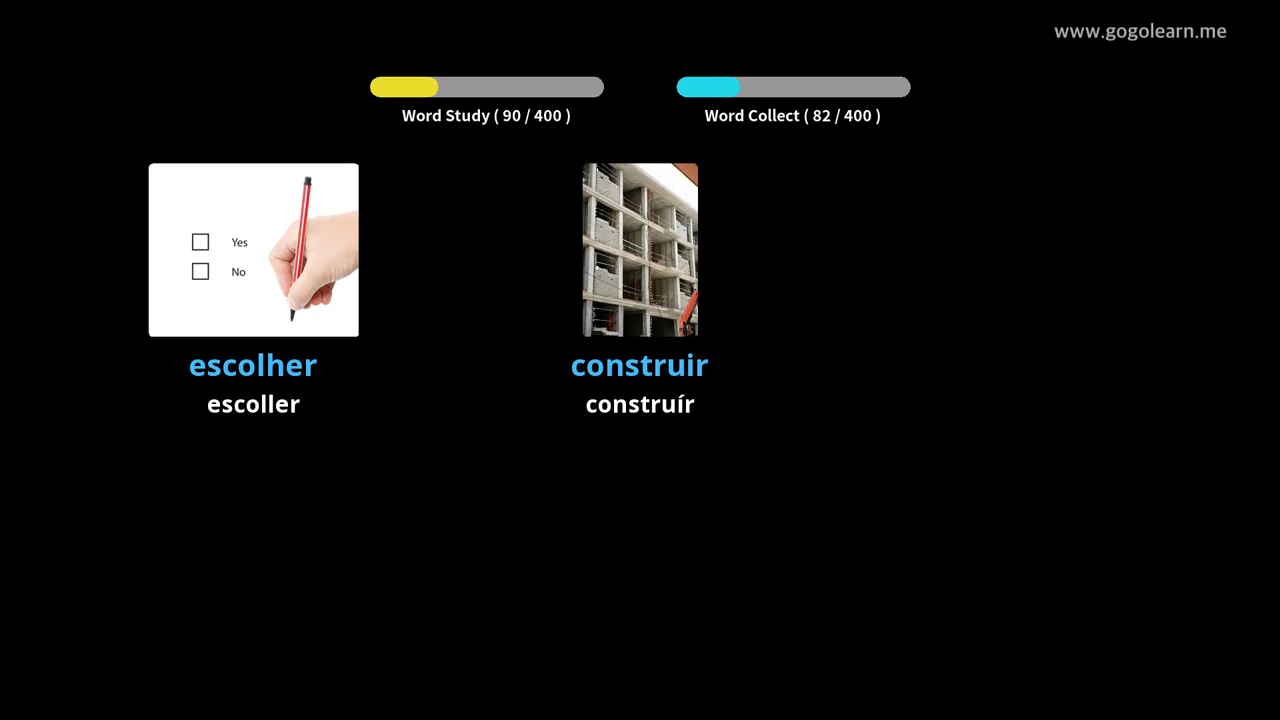 www.gogolearn.me
Word Study ( 90 / 400 )
Word Collect ( 82 / 400 )
Yes
No
escolher
escoller
construir
construír